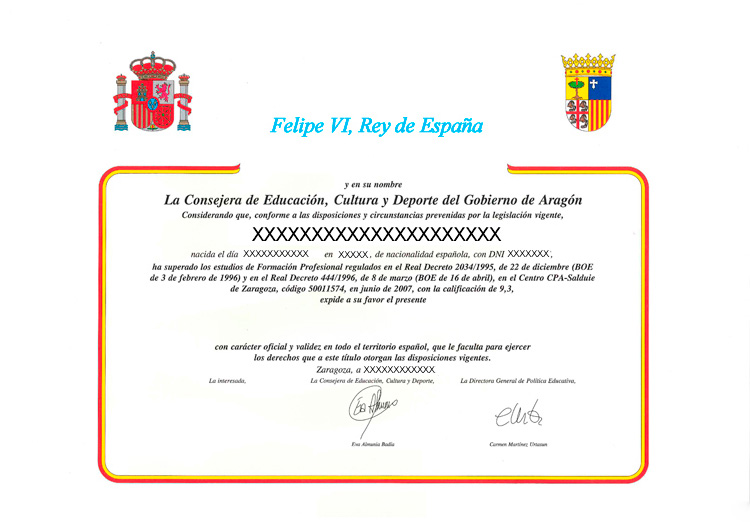 Felipe VI, Rey de España
y en su nombre
La Consejera de Educación, Cultura y Deporte del Gobierno de Aragón
Considerando que, conforme a las disposiciones y circunstancias prevenidas por la legislación vigente,
XXXXXXXXXXXXXXXXXXXXX
nacida el día XXXXXXXXXXX en XXXXX, de nacionalidad española, con DNI XXXXXXX,
ha superado los estudios de Formación Profesional regulados en el Real Decreto 2034/1995, de 22 de diciembre (BOE
de 3 de febrero de 1996) y en el Real Decreto 444/1996, de 8 de marzo (BOE de 16 de abril), en el Centro CPA-Salduie
de Zaragoza, código 50011574, en junio de 2007, con la calificación de 9,3,
expide a su favor el presente
con carácter oficial y validez en todo el territorio español, que le faculta para ejercer
los derechos que a este título otorgan las disposiciones vigentes.
Zaragoza, a XXXXXXXXXXXX
La interesada, La Consejera de Educación, Cultura y Deporte, La Directora General de Política Educativa,
Eva Almunia Badía Carmen Martínez Urtasun